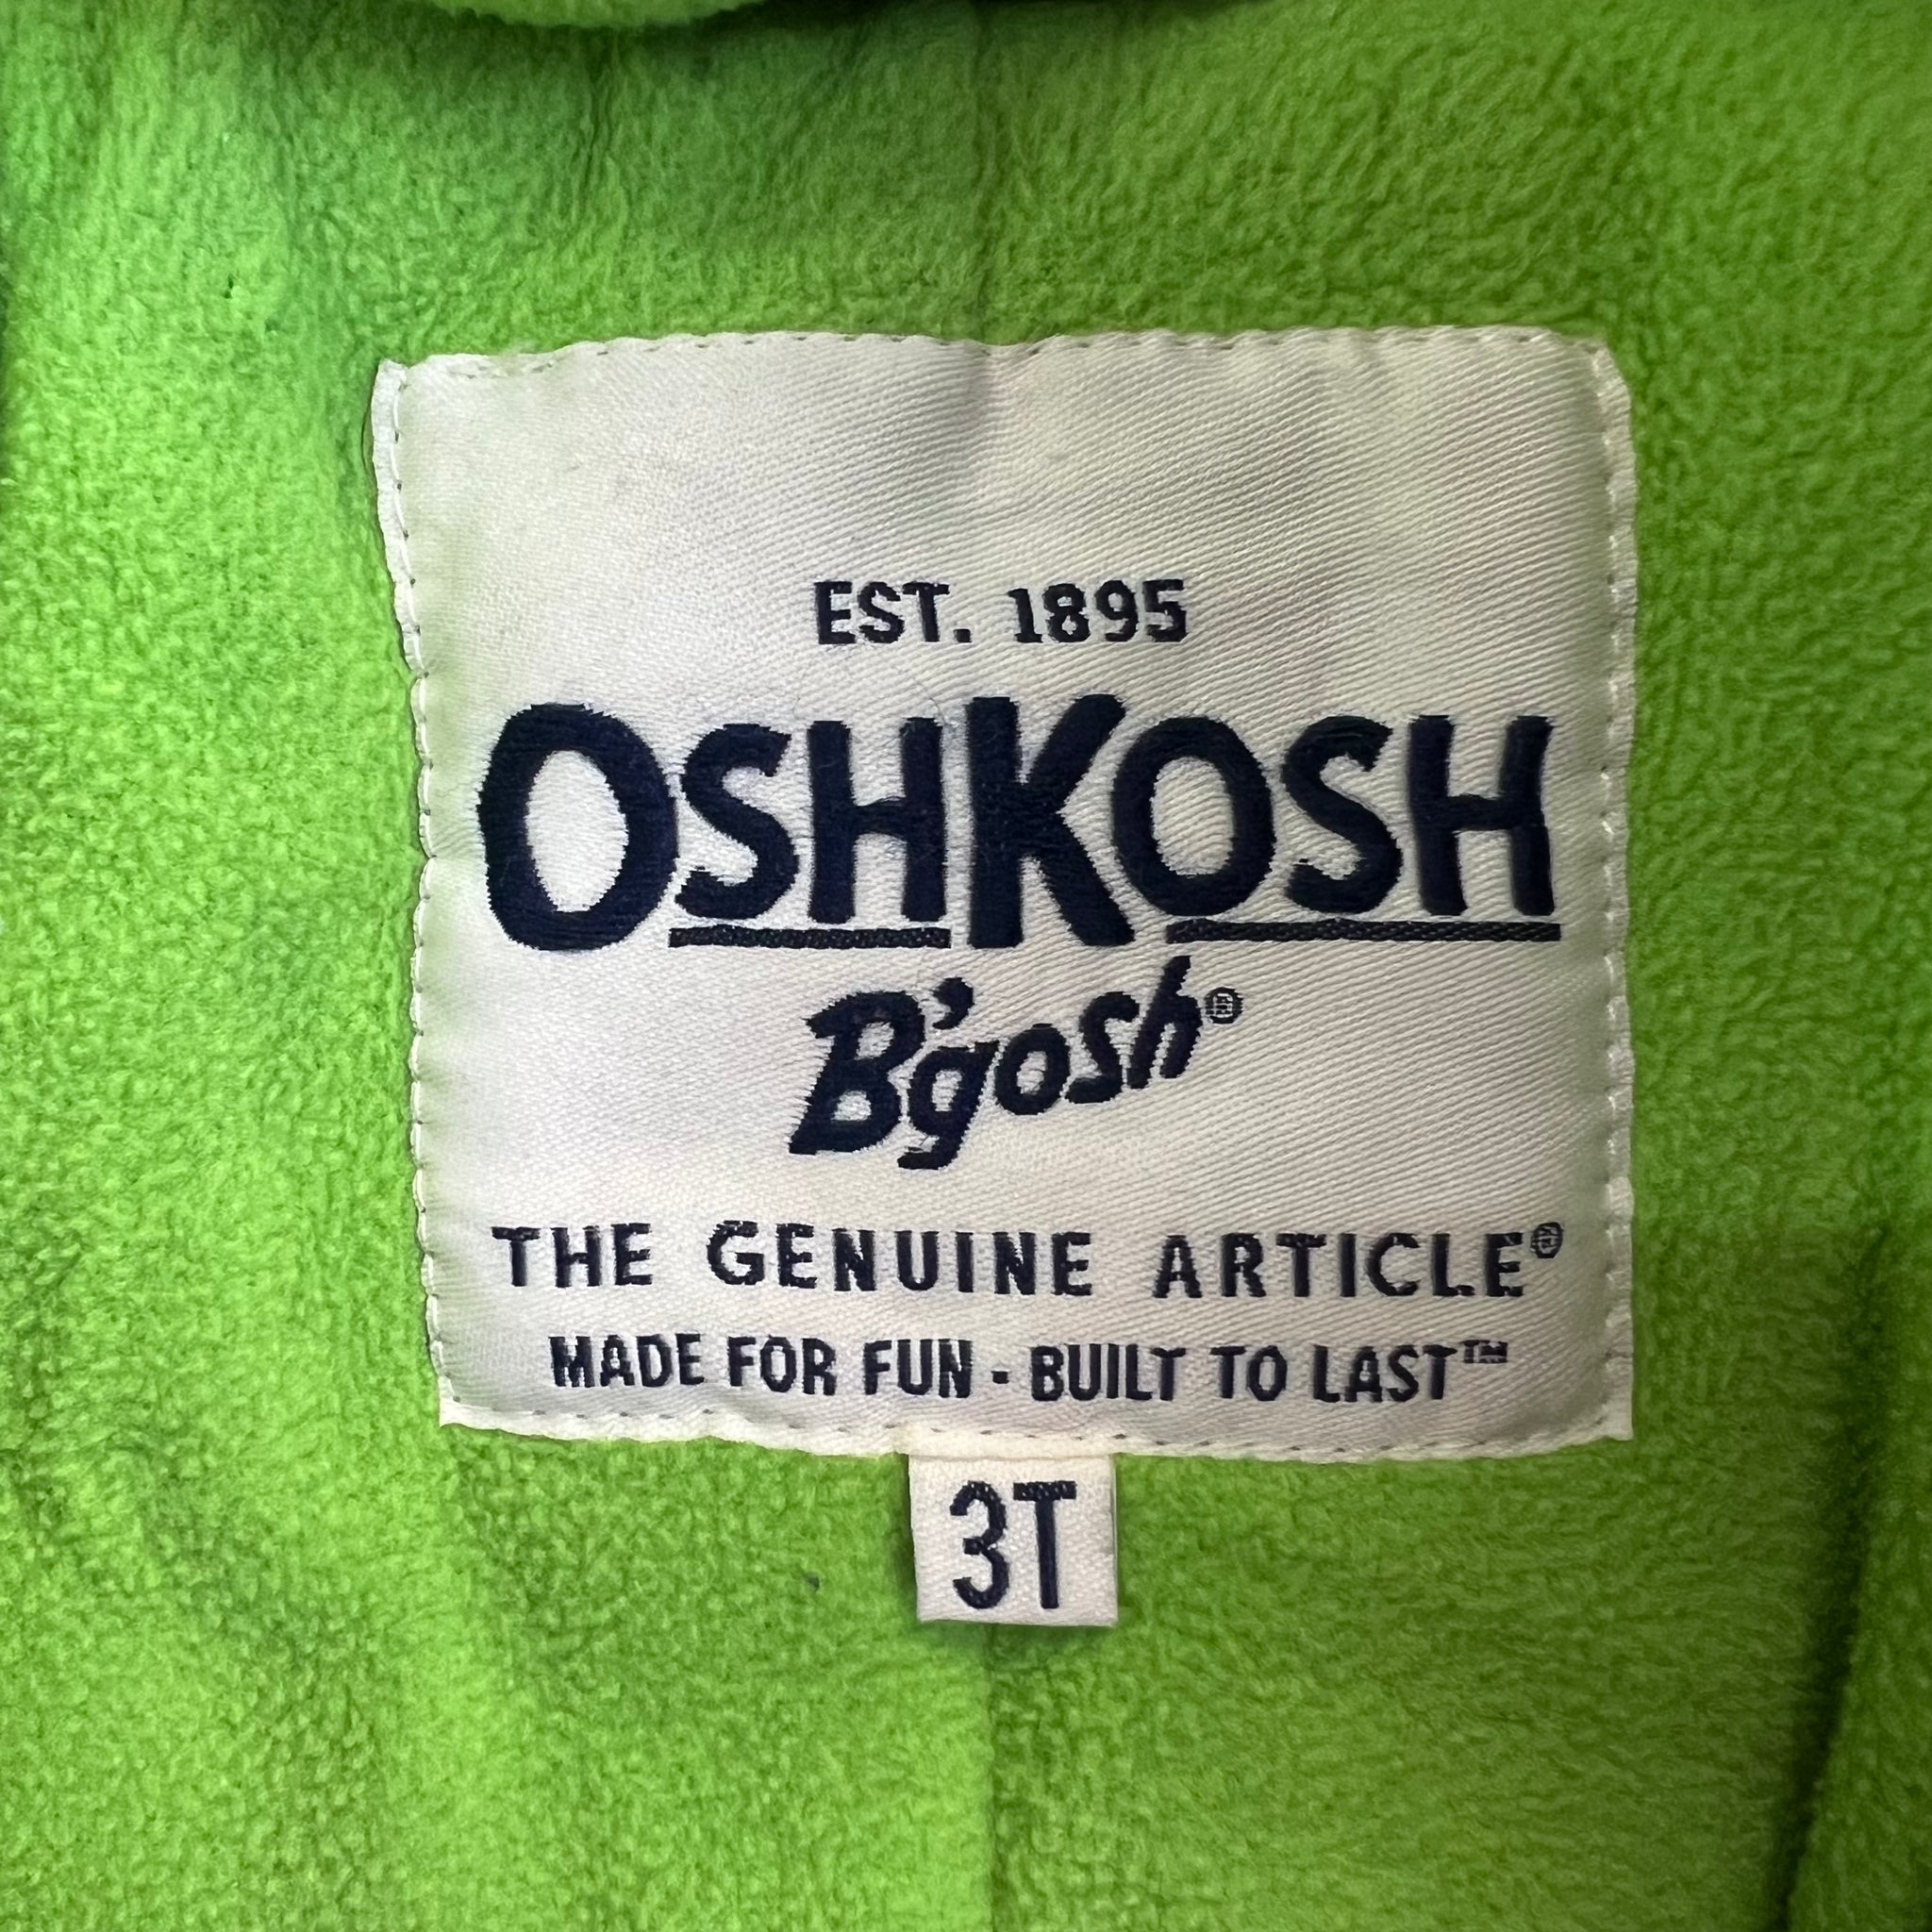 EST. 1895
OSHKOSH
B'gosh®
THE GENUINE ARTICLE®
MADE FOR FUN - BUILT TO LAST™
3T